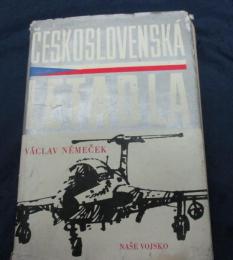 ČESKOSLOVENSKÁ
LETADLA
VÁCLAV NĚMEČEK
NAŠE VOJSKO